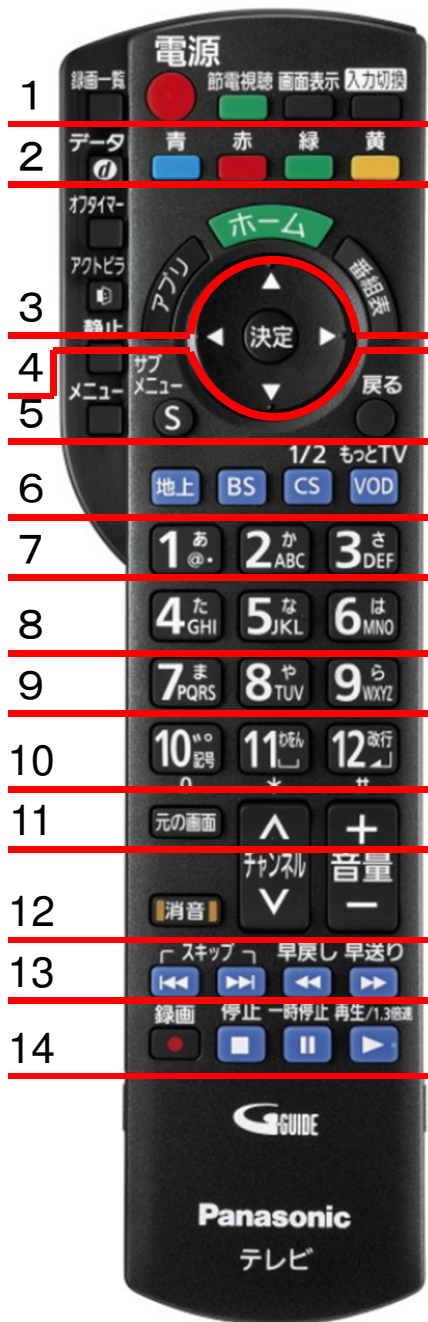 電源
録画一覧 節電視聴 画面表示 入力切換
1
データ 青 赤 緑 黄
2 d
オフタイマー
ホーム
アクトビラ アプリ 番組表
3
静止 決定
4 サブ
メニュー メニュー 戻る
5 S
1/2 もっとTV
6 地上 BS CS VOD
7 1 あ @. 2 か ABC 3 さ DEF
8 4 た GHI 5 な JKL 6 は MNO
9 7 ま PQRS 8 や TUV 9 ら WXYZ
10 10 ゛゜ 記号 11 わをん 12 改行
* #
11 元の画面 +
チャンネル 音量
12 消音 −
13 スキップ 早戻し 早送り
録画 停止 一時停止 再生/1.3倍速
14
G-GUIDE
Panasonic
テレビ